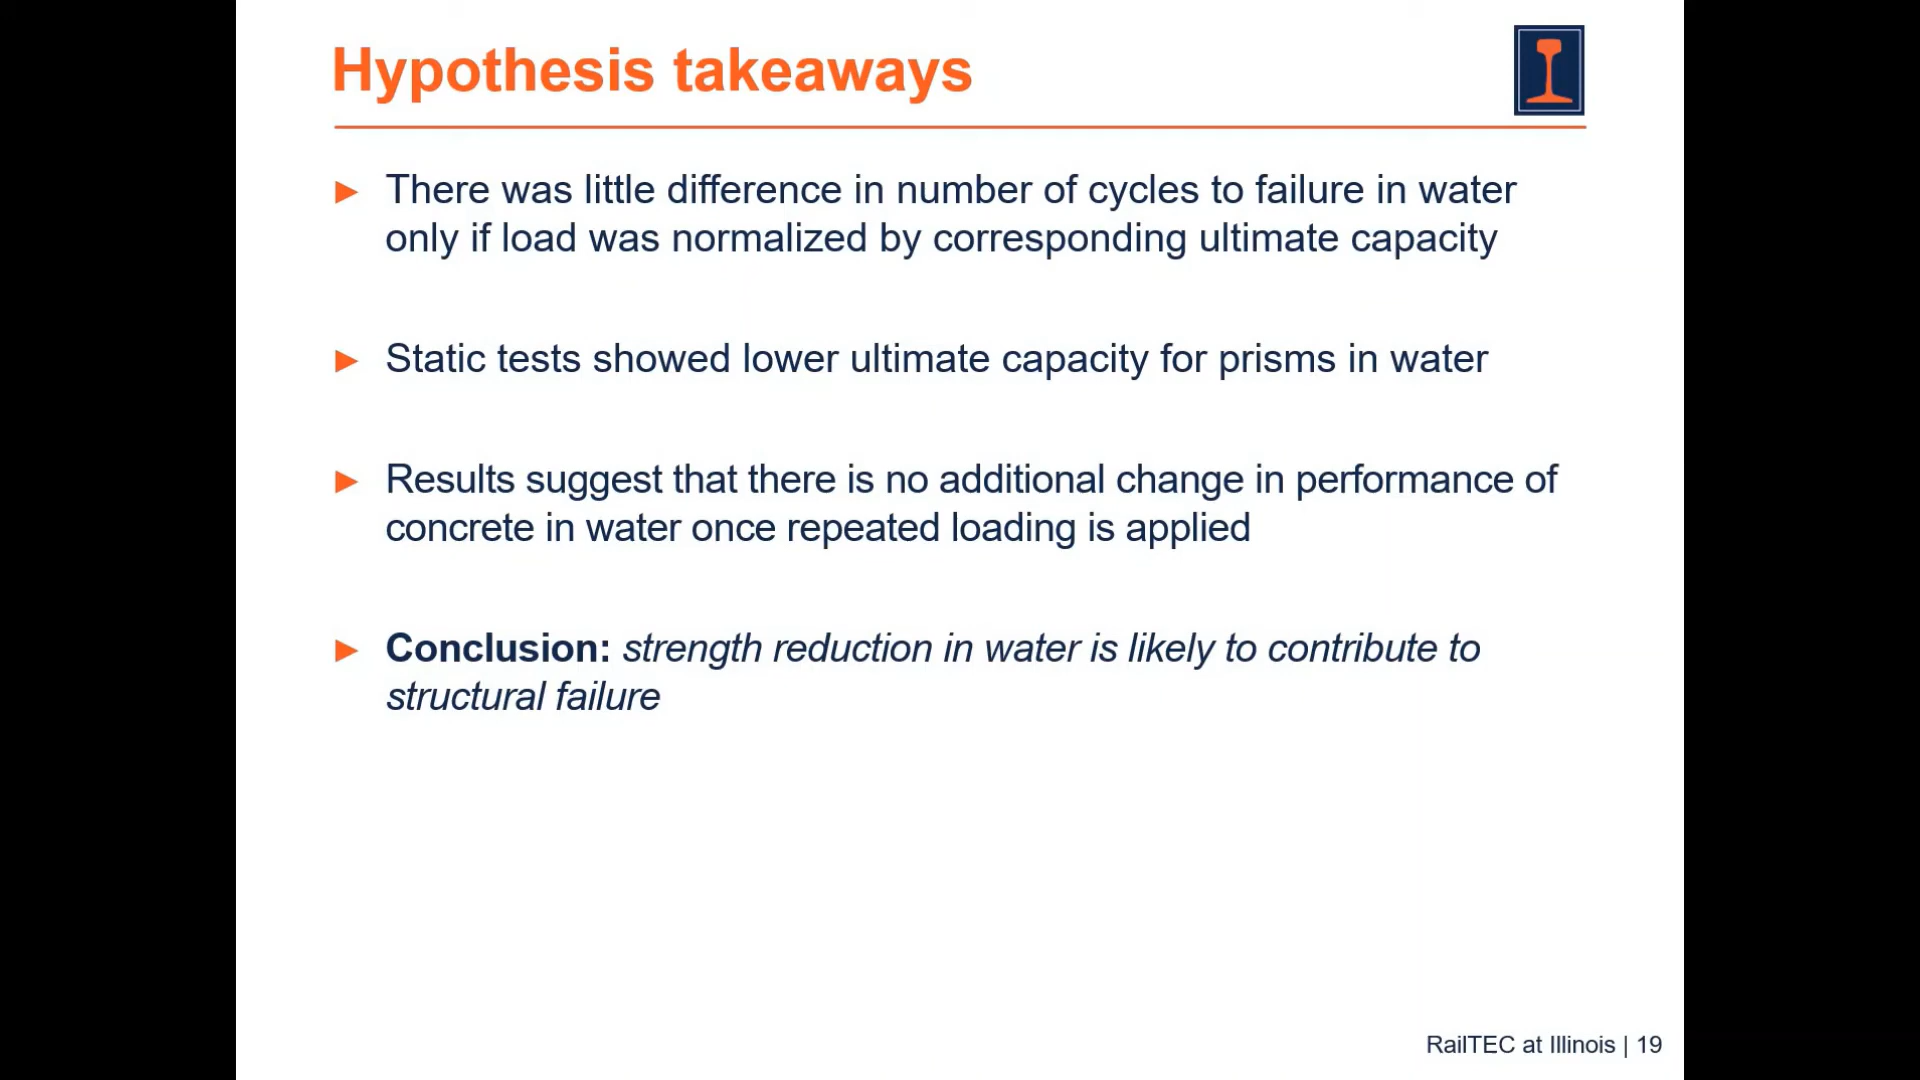 Hypothesis takeaways
► There was little difference in number of cycles to failure in water
only if load was normalized by corresponding ultimate capacity
► Static tests showed lower ultimate capacity for prisms in water
► Results suggest that there is no additional change in performance of
concrete in water once repeated loading is applied
► Conclusion: strength reduction in water is likely to contribute to
structural failure
RailTEC at Illinois | 19